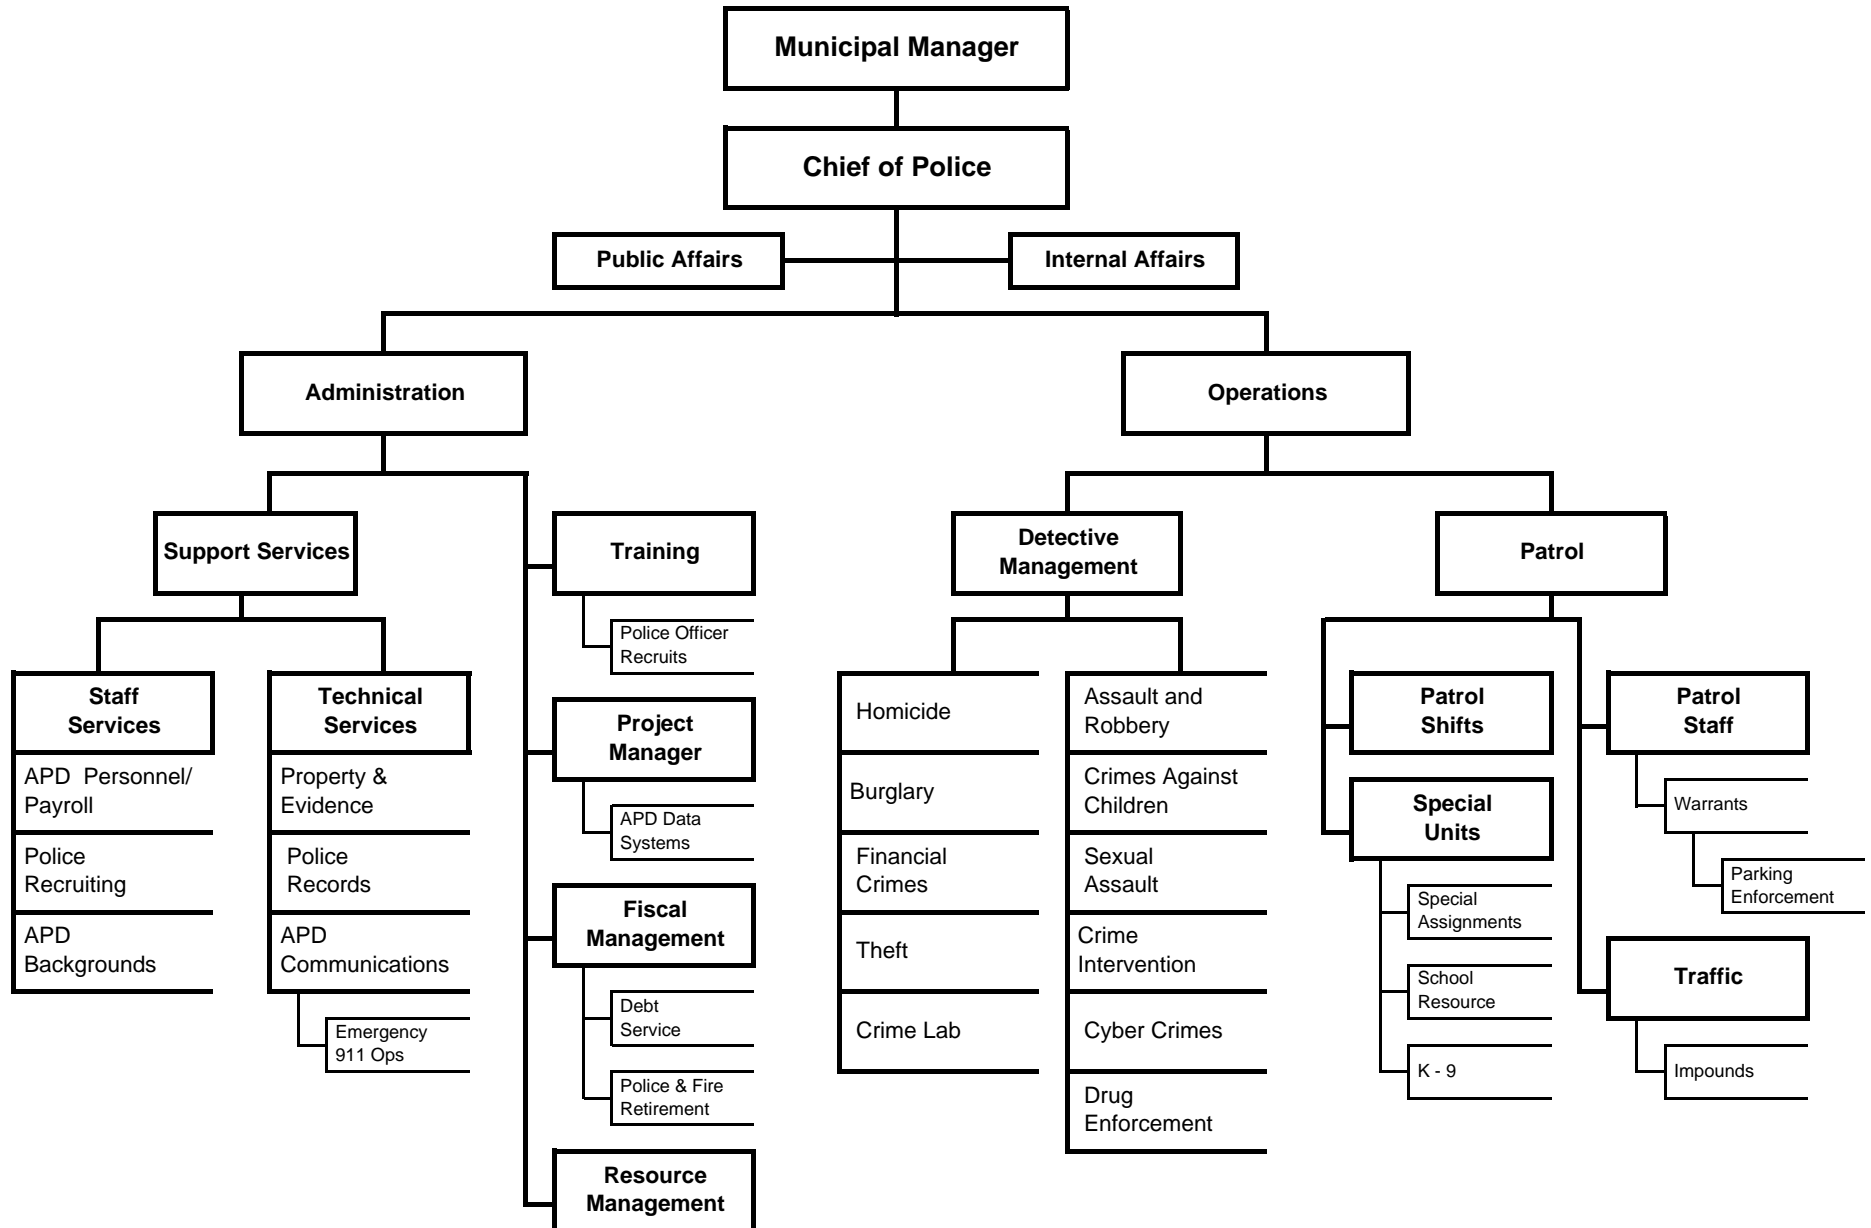 Municipal Manager
Chief of Police
Public Affairs
Internal Affairs
Administration
Operations
Support Services
Staff
Services
APD  Personnel/
Payroll
Police
Recruiting
APD
Backgrounds
Technical
Services
Property &
Evidence
Police
Records
APD
Communications
Emergency
911 Ops
Training
Police Officer
Recruits
Project
Manager
APD Data
Systems
Fiscal
Management
Debt
Service
Police & Fire
Retirement
Resource
Management
Detective
Management
Homicide
Burglary
Financial
Crimes
Theft
Crime Lab
Assault and
Robbery
Crimes Against
Children
Sexual
Assault
Crime
Intervention
Cyber Crimes
Drug
Enforcement
Patrol
Patrol
Shifts
Special
Units
Special
Assignments
School
Resource
K - 9
Patrol
Staff
Warrants
Parking
Enforcement
Traffic
Impounds